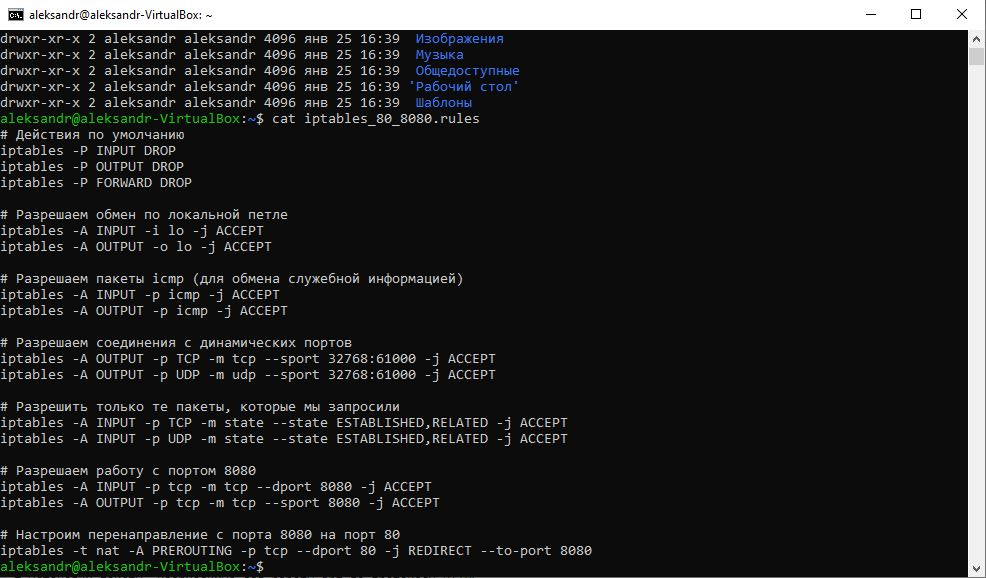 aleksandr@aleksandr-VirtualBox: ~
drwxr-xr-x 2 aleksandr aleksandr 4096 янв 25 16:39  Изображения
drwxr-xr-x 2 aleksandr aleksandr 4096 янв 25 16:39  Музыка
drwxr-xr-x 2 aleksandr aleksandr 4096 янв 25 16:39  Общедоступные
drwxr-xr-x 2 aleksandr aleksandr 4096 янв 25 16:39 'Рабочий стол'
drwxr-xr-x 2 aleksandr aleksandr 4096 янв 25 16:39  Шаблоны
aleksandr@aleksandr-VirtualBox:~$ cat iptables_80_8080.rules
# Действия по умолчанию
iptables -P INPUT DROP
iptables -P OUTPUT DROP
iptables -P FORWARD DROP

# Разрешаем обмен по локальной петле
iptables -A INPUT -i lo -j ACCEPT
iptables -A OUTPUT -o lo -j ACCEPT

# Разрешаем пакеты icmp (для обмена служебной информацией)
iptables -A INPUT -p icmp -j ACCEPT
iptables -A OUTPUT -p icmp -j ACCEPT

# Разрешаем соединения с динамических портов
iptables -A OUTPUT -p TCP -m tcp --sport 32768:61000 -j ACCEPT
iptables -A OUTPUT -p UDP -m udp --sport 32768:61000 -j ACCEPT

# Разрешить только те пакеты, которые мы запросили
iptables -A INPUT -p TCP -m state --state ESTABLISHED,RELATED -j ACCEPT
iptables -A INPUT -p UDP -m state --state ESTABLISHED,RELATED -j ACCEPT

# Разрешаем работу с портом 8080
iptables -A INPUT -p tcp -m tcp --dport 8080 -j ACCEPT
iptables -A OUTPUT -p tcp -m tcp --sport 8080 -j ACCEPT

# Настроим перенаправление с порта 8080 на порт 80
iptables -t nat -A PREROUTING -p tcp --dport 80 -j REDIRECT --to-port 8080
aleksandr@aleksandr-VirtualBox:~$